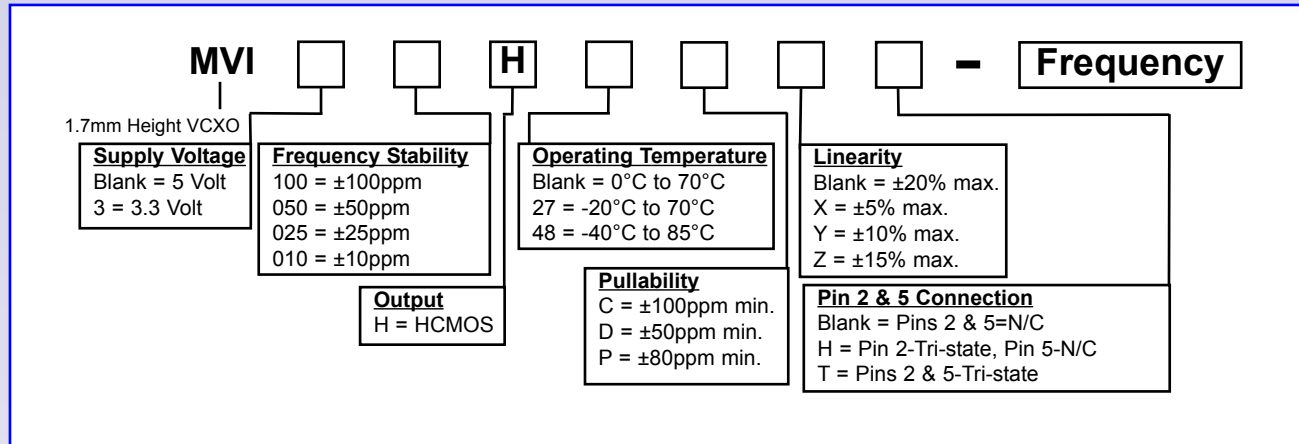 MVI H - Frequency
1.7mm Height VCXO
Supply Voltage
Blank = 5 Volt
3 = 3.3 Volt
Frequency Stability
100 = ±100ppm
050 = ±50ppm
025 = ±25ppm
010 = ±10ppm
Output
H = HCMOS
Operating Temperature
Blank = 0°C to 70°C
27 = -20°C to 70°C
48 = -40°C to 85°C
Pullability
C = ±100ppm min.
D = ±50ppm min.
P = ±80ppm min.
Linearity
Blank = ±20% max.
X = ±5% max.
Y = ±10% max.
Z = ±15% max.
Pin 2 & 5 Connection
Blank = Pins 2 & 5=N/C
H = Pin 2-Tri-state, Pin 5-N/C
T = Pins 2 & 5-Tri-state